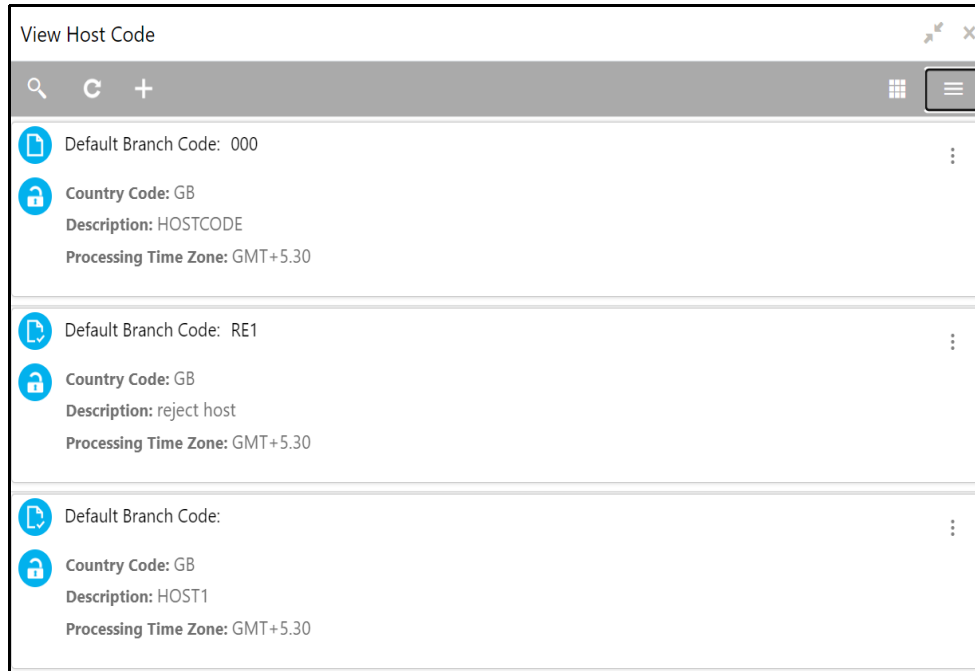 View Host Code
Default Branch Code: 000
Country Code: GB
Description: HOSTCODE
Processing Time Zone: GMT+5.30
Default Branch Code: RE1
Country Code: GB
Description: reject host
Processing Time Zone: GMT+5.30
Default Branch Code:
Country Code: GB
Description: HOST1
Processing Time Zone: GMT+5.30